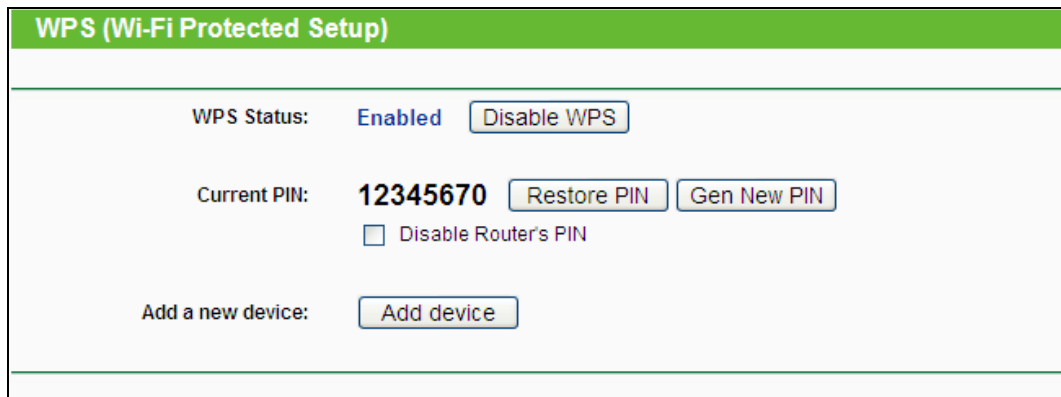 WPS (Wi-Fi Protected Setup)
WPS Status: Enabled Disable WPS
Current PIN: 12345670 Restore PIN Gen New PIN
Disable Router's PIN
Add a new device: Add device